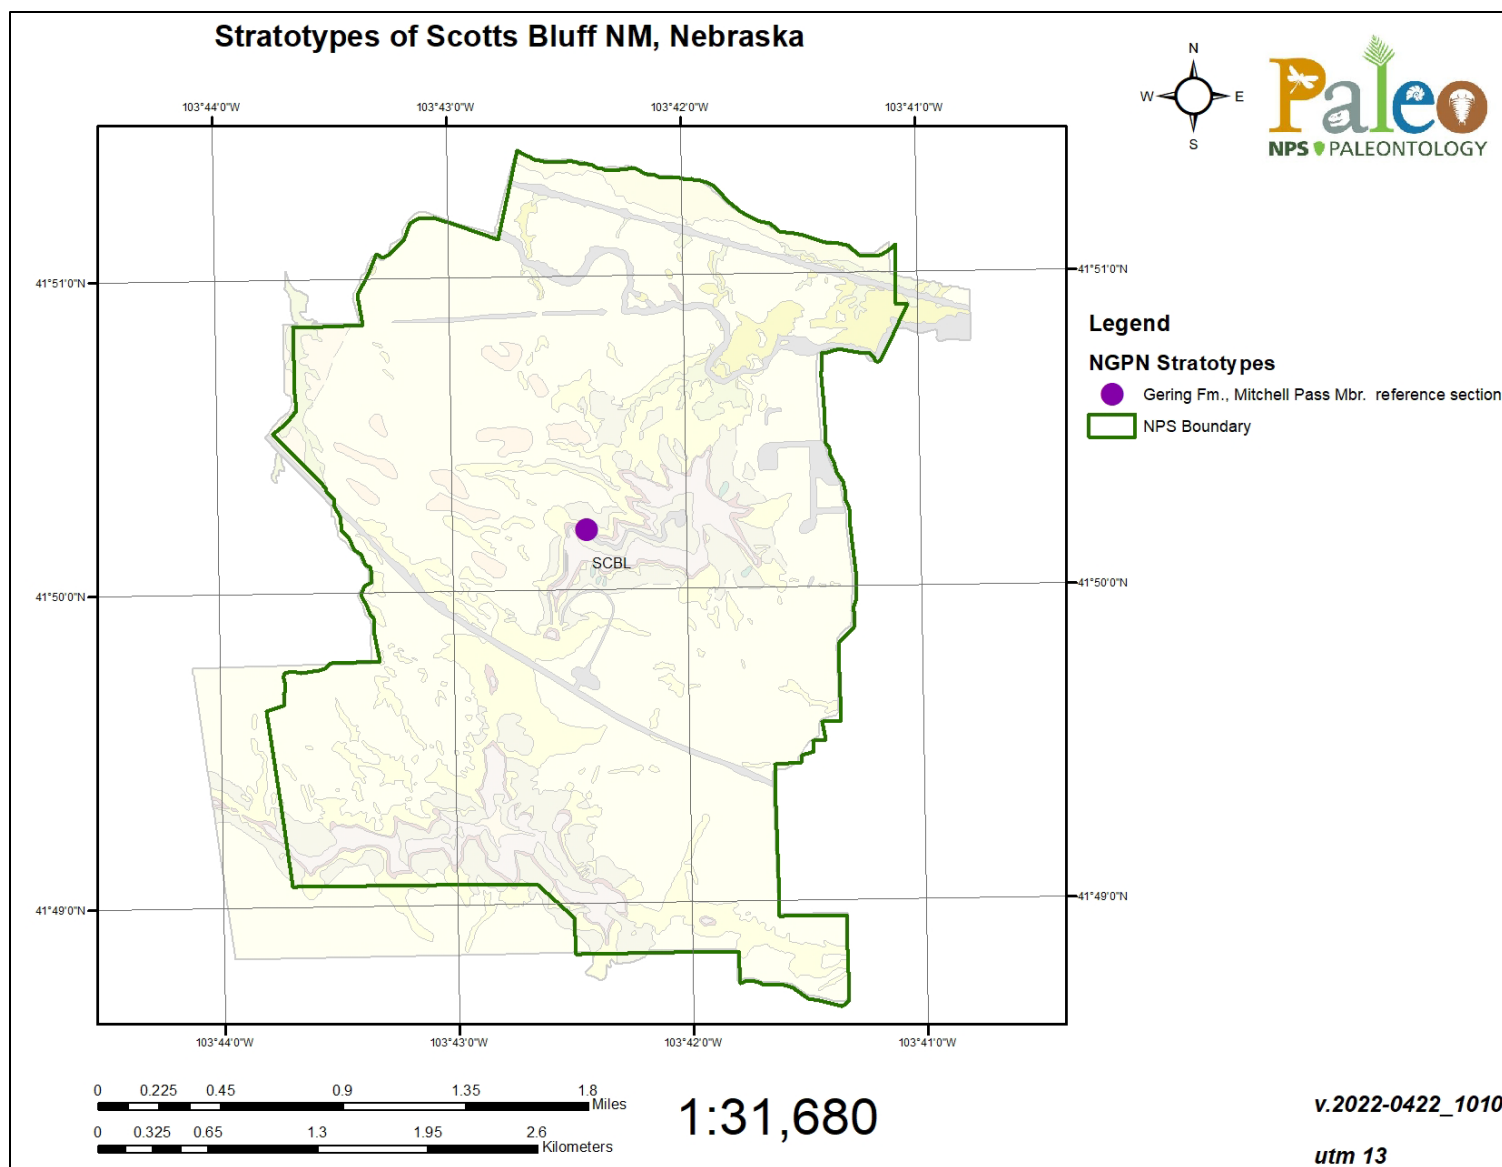 Stratotypes of Scotts Bluff NM, Nebraska
N
W E
S
Paleo
NPS PALEONTOLOGY
103°44'0"W 103°43'0"W 103°42'0"W 103°41'0"W
41°51'0"N 41°51'0"N
Legend
NGPN Stratotypes
Gering Fm., Mitchell Pass Mbr. reference section
NPS Boundary
SCBL
41°50'0"N 41°50'0"N
41°49'0"N 41°49'0"N
103°44'0"W 103°43'0"W 103°42'0"W 103°41'0"W
0 0.225 0.45 0.9 1.35 1.8
Miles
0 0.325 0.65 1.3 1.95 2.6
Kilometers
1:31,680
v.2022-0422_1010
utm 13